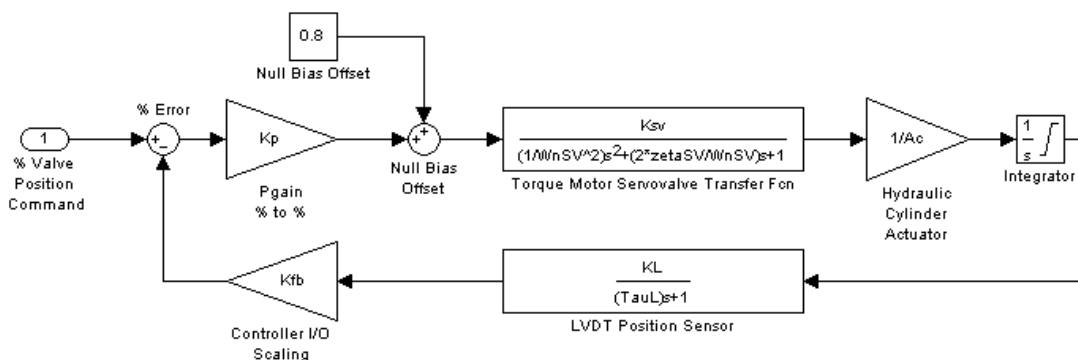 0.8
Null Bias Offset
% Error
1
% Valve
Position
Command
+
−
Kp
Pgain
% to %
+
+
Null Bias
Offset
Ksv
(1/WnSV^2)s²+(2*zetaSV/WnSV)s+1
Torque Motor Servovalve Transfer Fcn
1/Ac
Hydraulic
Cylinder
Actuator
1
s
Integrator
Kfb
Controller I/O
Scaling
KL
(TauL)s+1
LVDT Position Sensor